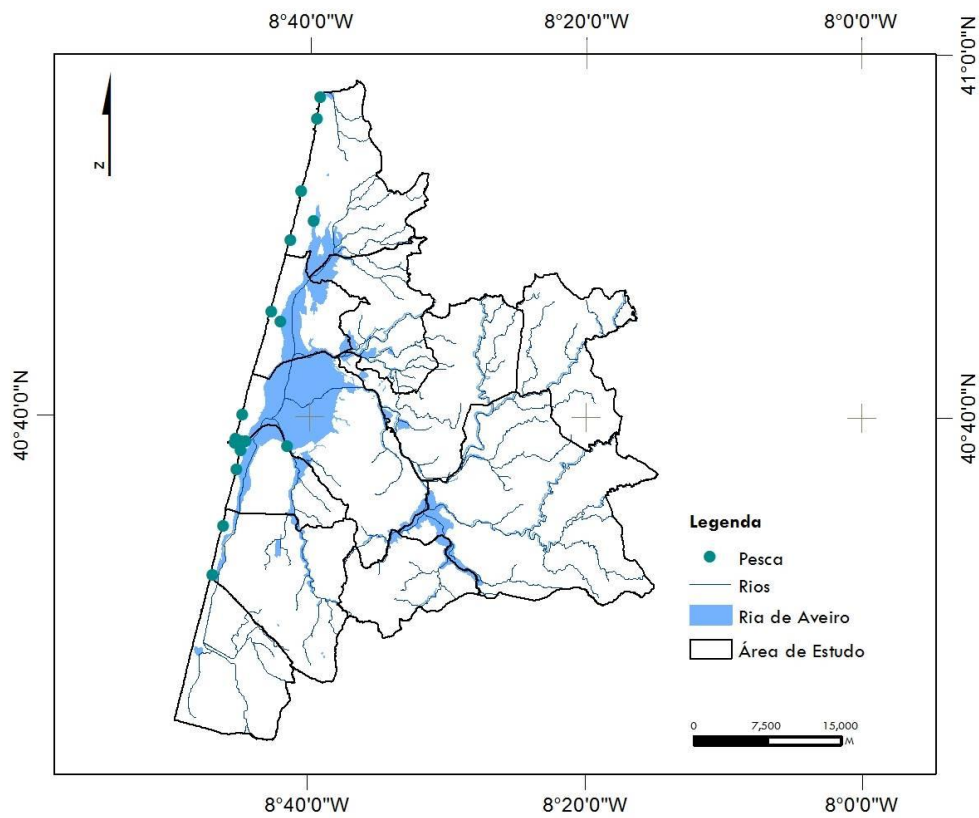 8°40'0"W
8°20'0"W
8°0'0"W
41°0'0"N
N
40°40'0"N
40°40'0"N
Legenda
Pesca
Rios
Ria de Aveiro
Área de Estudo
0 7,500 15,000
M
8°40'0"W
8°20'0"W
8°0'0"W